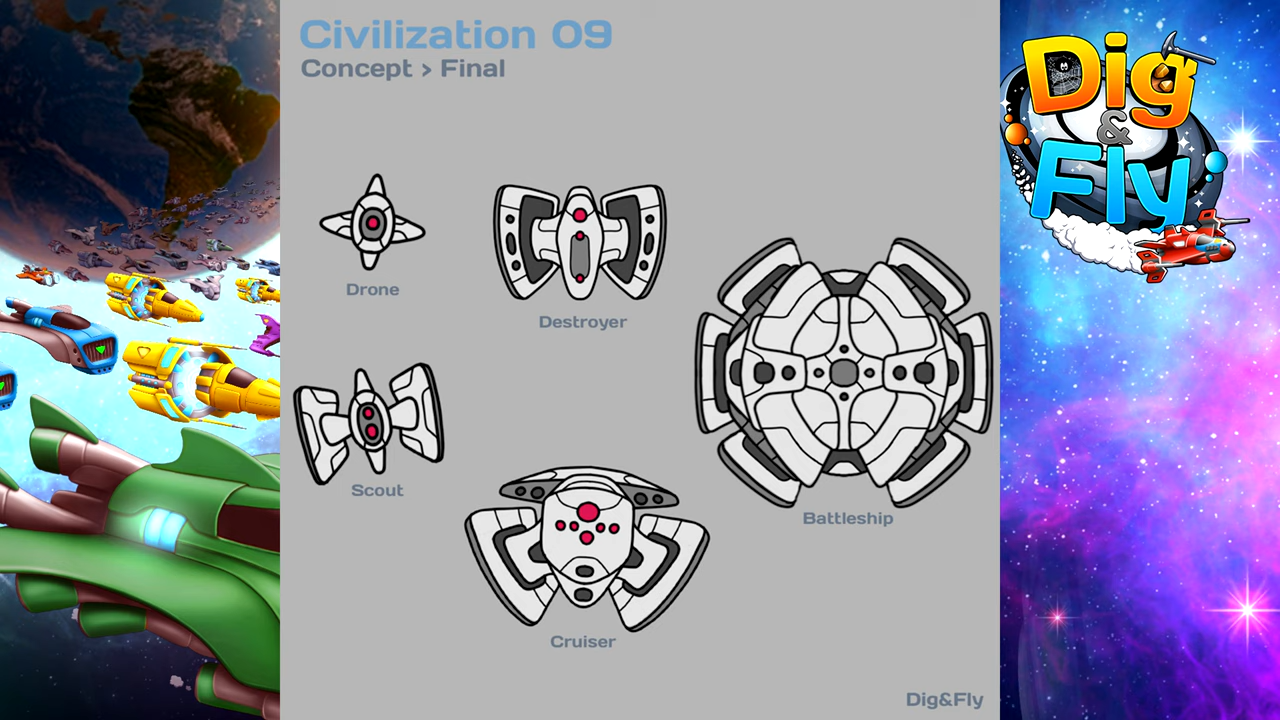 Civilization 09
Concept > Final
Dig
&
Fly
Drone
Destroyer
Scout
Battleship
Cruiser
Dig&Fly